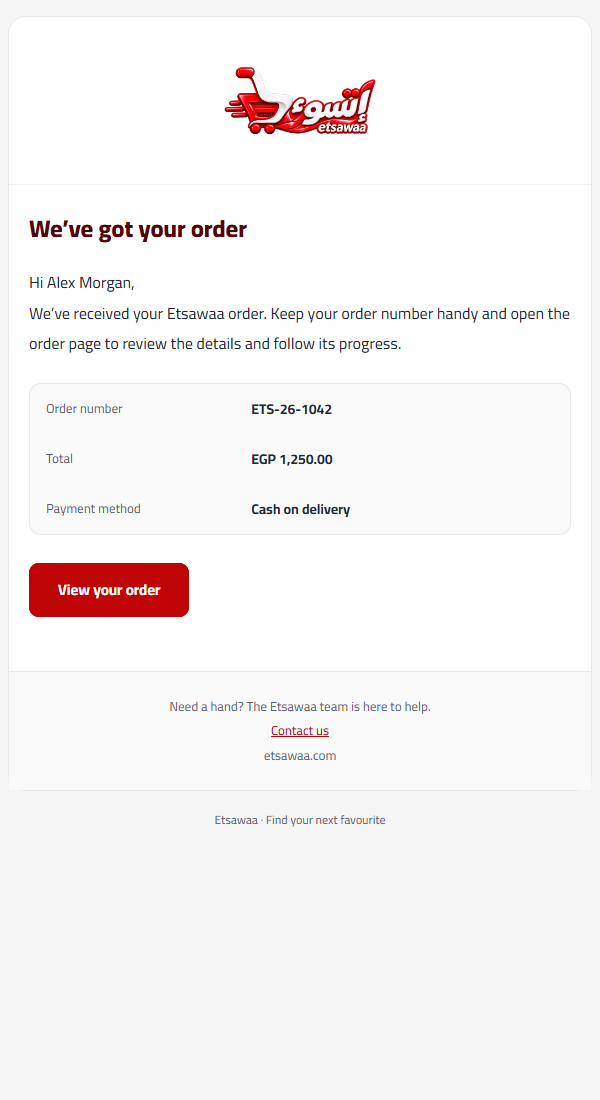 إتسوىء
etsawaa
We’ve got your order
Hi Alex Morgan,
We’ve received your Etsawaa order. Keep your order number handy and open the
order page to review the details and follow its progress.
Order number ETS-26-1042
Total EGP 1,250.00
Payment method Cash on delivery
View your order
Need a hand? The Etsawaa team is here to help.
Contact us
etsawaa.com
Etsawaa · Find your next favourite